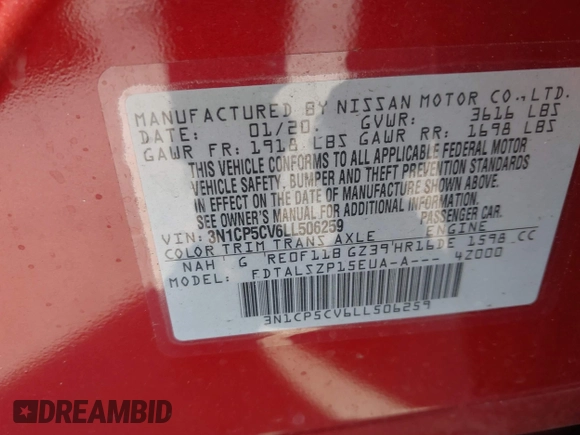 MANUFACTURED BY NISSAN MOTOR CO., LTD.
DATE: 01/20. GVWR: 3616 LBS
GAWR FR: 1918 LBS GAWR RR: 1698 LBS
THIS VEHICLE CONFORMS TO ALL APPLICABLE FEDERAL MOTOR
VEHICLE SAFETY, BUMPER AND THEFT PREVENTION STANDARDS
IN EFFECT ON THE DATE OF MANUFACTURE SHOWN ABOVE.
SEE OWNER'S MANUAL FOR ADDITIONAL INFORMATION.
VIN: 3N1CP5CV6LL506259 PASSENGER CAR
COLOR TRIM TRANS AXLE ENGINE
NAH G RE0F11B GZ39 HR16DE 1598 CC
MODEL: FDTALSZP15EUA-A--- 4Z000
3N1CP5CV6LL506259
DREAMBID